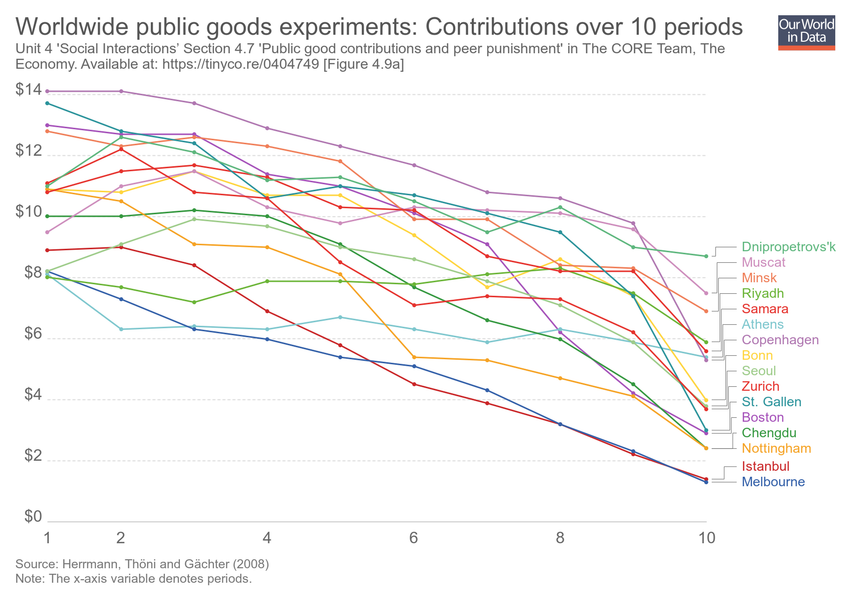 Worldwide public goods experiments: Contributions over 10 periods
Our World
in Data
Unit 4 'Social Interactions’ Section 4.7 'Public good contributions and peer punishment' in The CORE Team, The
Economy. Available at: https://tinyco.re/0404749 [Figure 4.9a]
$14
$12
$10
$8
$6
$4
$2
$0
1
2
4
6
8
10
Dnipropetrovs'k
Muscat
Minsk
Riyadh
Samara
Athens
Copenhagen
Bonn
Seoul
Zurich
St. Gallen
Boston
Chengdu
Nottingham
Istanbul
Melbourne
Source: Herrmann, Thöni and Gächter (2008)
Note: The x-axis variable denotes periods.